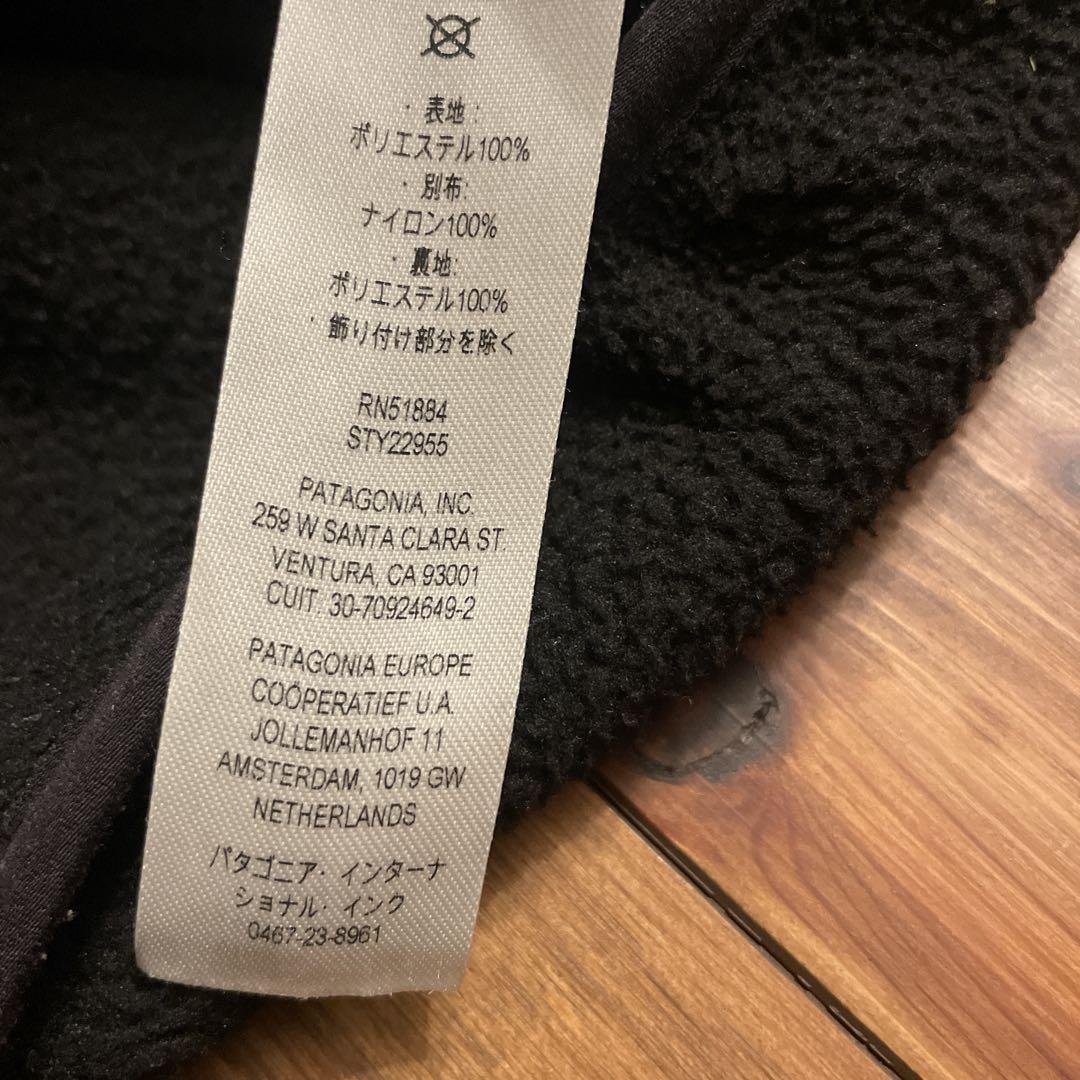 ・表地:
ポリエステル100%
・別布:
ナイロン100%
・裏地:
ポリエステル100%
・飾り付け部分を除く
RN51884
STY22955
PATAGONIA, INC.
259 W SANTA CLARA ST.
VENTURA, CA 93001
CUIT. 30-70924649-2
PATAGONIA EUROPE
COÖPERATIEF U.A.
JOLLEMANHOF 11
AMSTERDAM, 1019 GW
NETHERLANDS
パタゴニア・インターナ
ショナル・インク
0467-23-8961